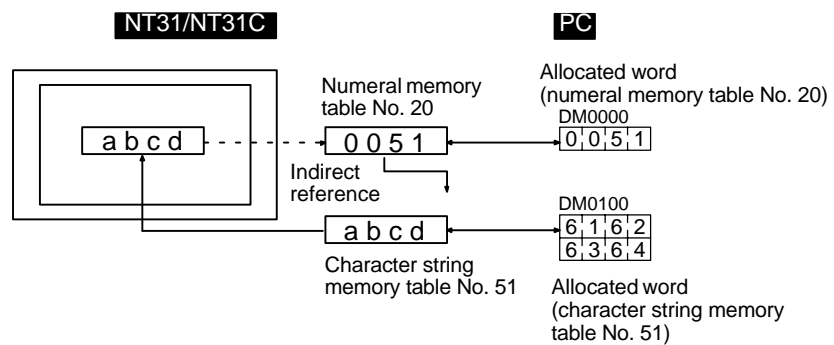 NT31/NT31C
PC
Numeral memory
table No. 20
Allocated word
(numeral memory table No. 20)
DM0000
a b c d
0 0 5 1
0 0 5 1
Indirect
reference
DM0100
a b c d
6 1 6 2
6 3 6 4
Character string
memory table No. 51
Allocated word
(character string memory
table No. 51)